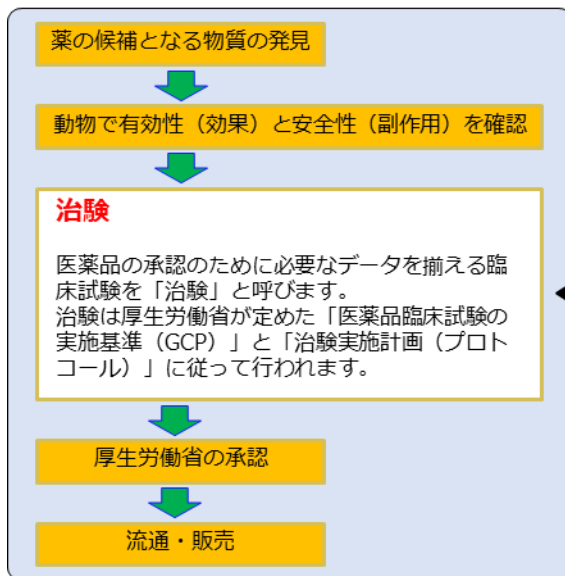 薬の候補となる物質の発見
動物で有効性（効果）と安全性（副作用）を確認
治験
医薬品の承認のために必要なデータを揃える臨
床試験を「治験」と呼びます。
治験は厚生労働省が定めた「医薬品臨床試験の
実施基準（GCP）」と「治験実施計画（プロト
コール）」に従って行われます。
厚生労働省の承認
流通・販売